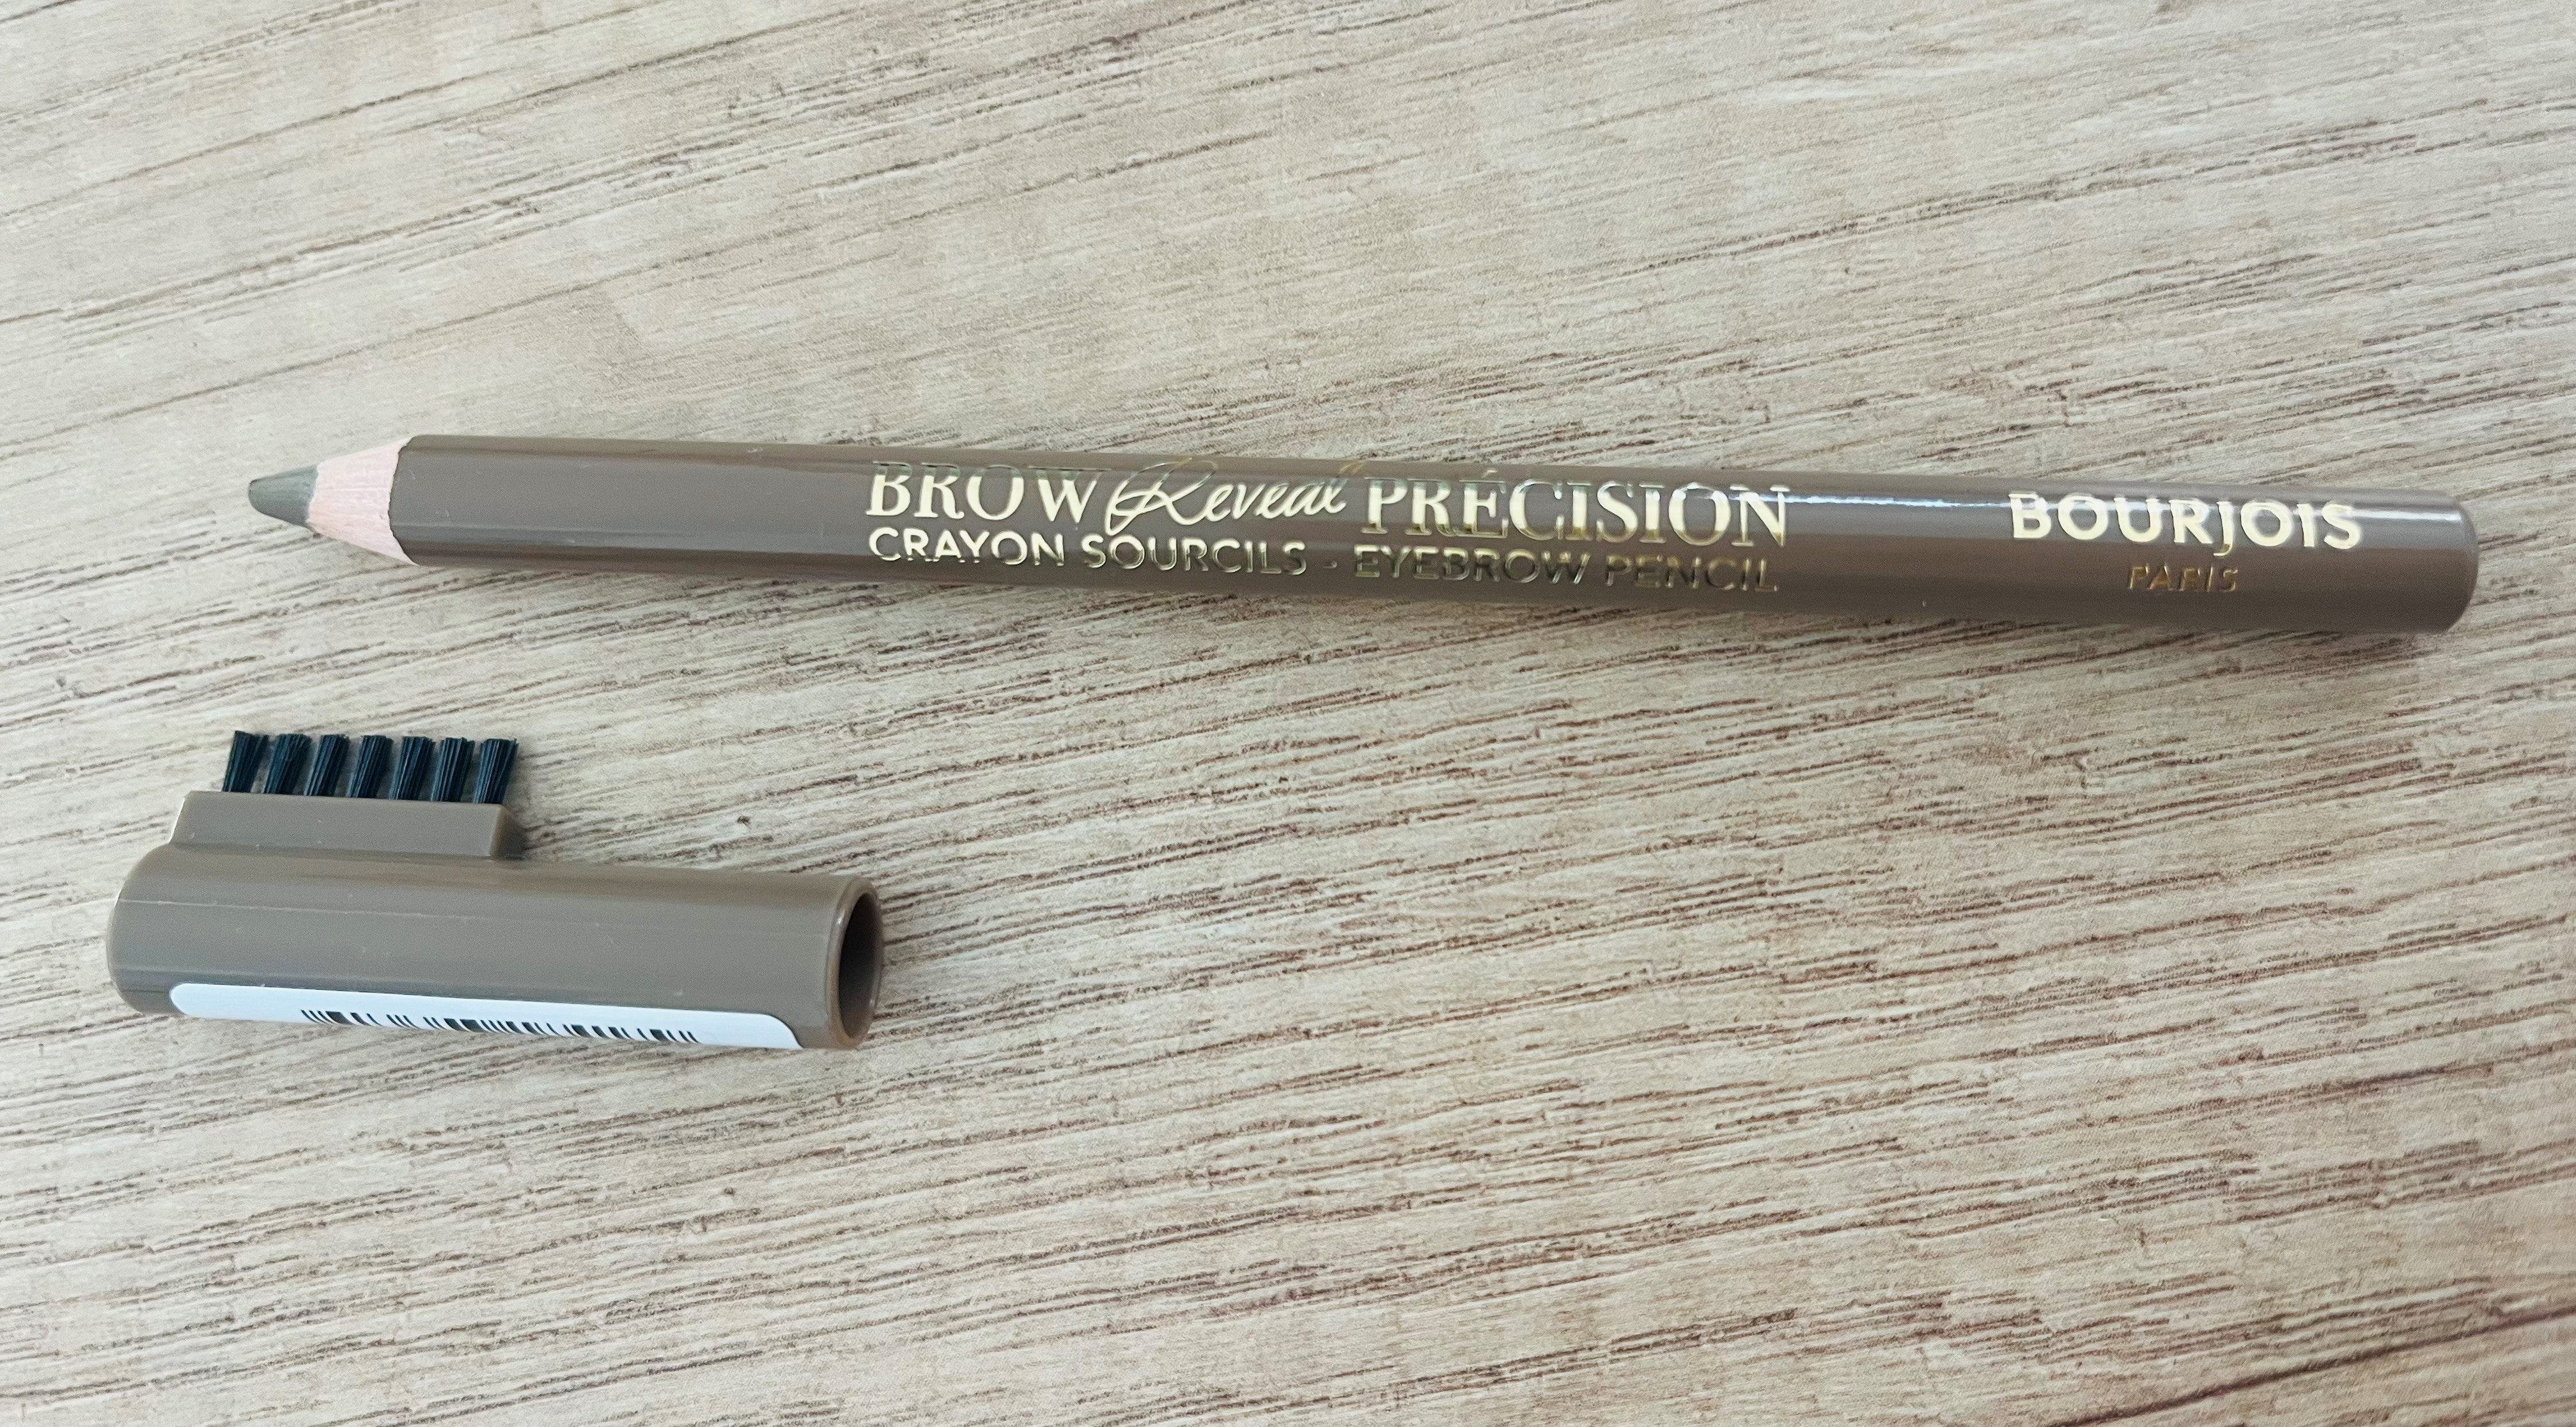 BROW Reveal PRÉCISION
CRAYON SOURCILS - EYEBROW PENCIL
BOURJOIS
PARIS